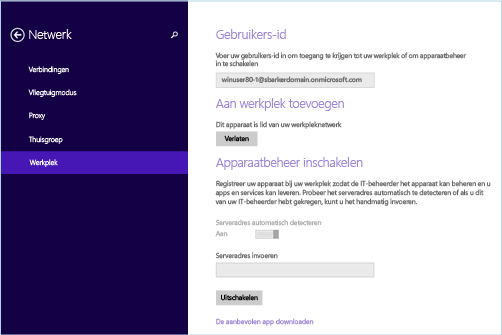 Netwerk
Verbindingen
Vliegtuigmodus
Proxy
Thuisgroep
Werkplek
Gebruikers-id
Voer uw gebruikers-id in om toegang te krijgen tot uw werkplek of om apparaatbeheer
in te schakelen
winuser80-1@sbarkerdomain.onmicrosoft.com
Aan werkplek toevoegen
Dit apparaat is lid van uw werkpleknetwerk
Verlaten
Apparaatbeheer inschakelen
Registreer uw apparaat bij uw werkplek zodat de IT-beheerder het apparaat kan beheren en u
apps en services kan leveren. Probeer het serveradres automatisch te detecteren of als u dit
van uw IT-beheerder hebt gekregen, kunt u het handmatig invoeren.
Serveradres automatisch detecteren
Aan
Serveradres invoeren
Uitschakelen
De aanbevolen app downloaden